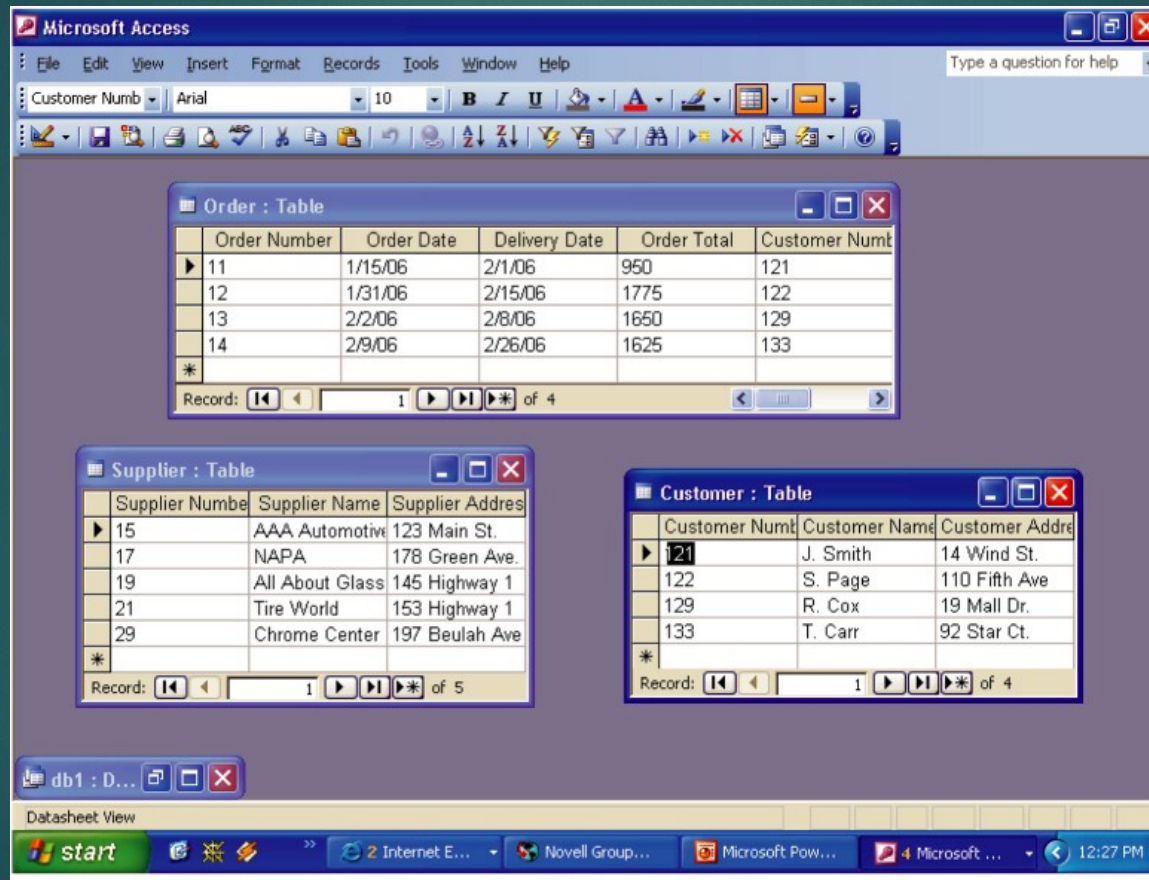 Microsoft Access
File Edit View Insert Format Records Tools Window Help
Type a question for help
Customer Numb Arial 10 B I U A
Order : Table
Order Number Order Date Delivery Date Order Total Customer Numb
11 1/15/06 2/1/06 950 121
12 1/31/06 2/15/06 1775 122
13 2/2/06 2/8/06 1650 129
14 2/9/06 2/26/06 1625 133
Record: 1 of 4
Supplier : Table
Supplier Numbe Supplier Name Supplier Addres
15 AAA Automotive 123 Main St.
17 NAPA 178 Green Ave.
19 All About Glass 145 Highway 1
21 Tire World 153 Highway 1
29 Chrome Center 197 Beulah Ave
Record: 1 of 5
Customer : Table
Customer Numb Customer Name Customer Addre
121 J. Smith 14 Wind St.
122 S. Page 110 Fifth Ave
129 R. Cox 19 Mall Dr.
133 T. Carr 92 Star Ct.
Record: 1 of 4
db1 : D...
Datasheet View
start 2 Internet E... Novell Group... Microsoft Pow... 4 Microsoft ... 12:27 PM